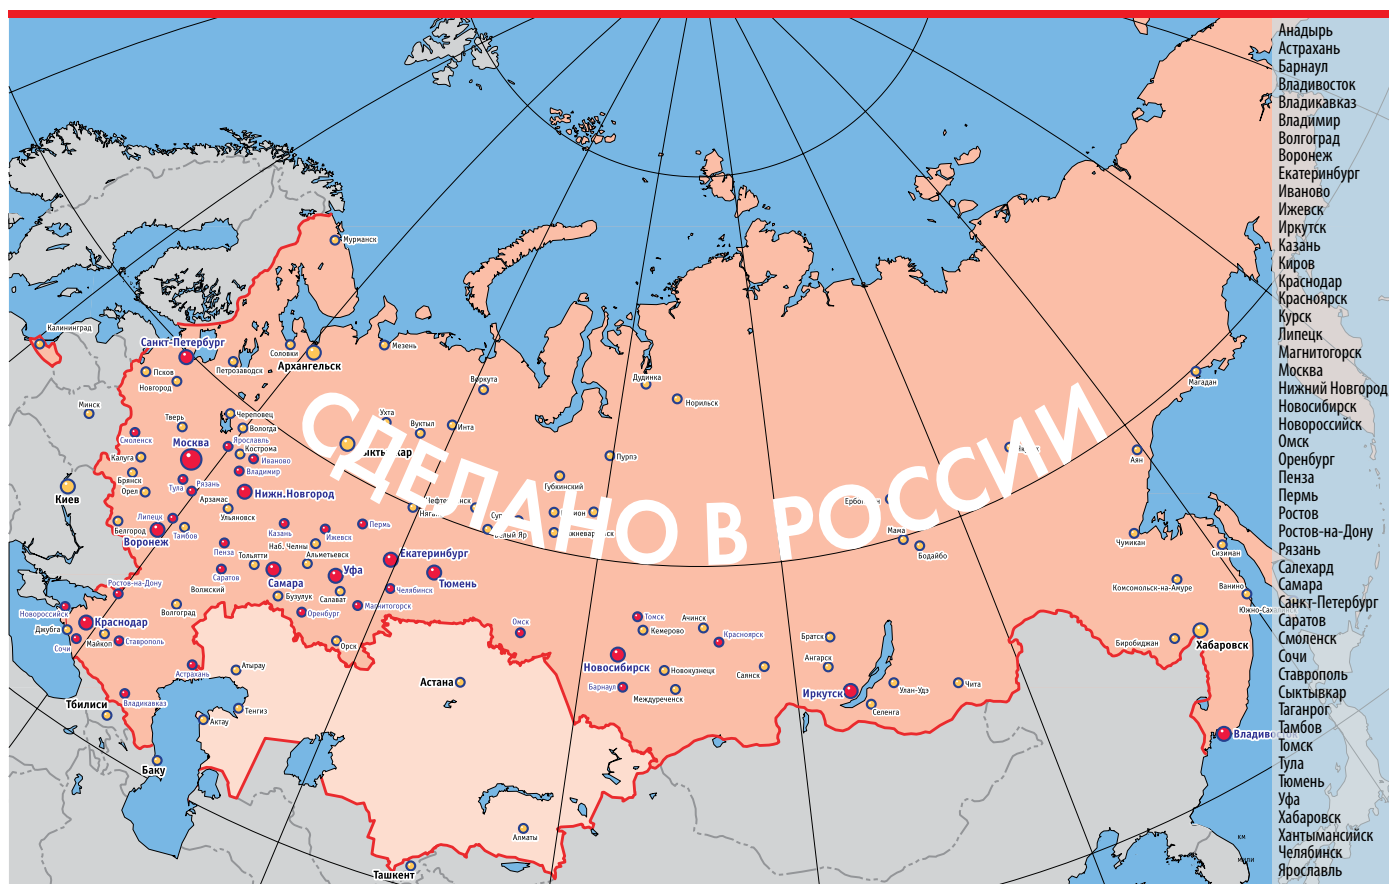 СДЕЛАНО В РОССИИ
Мурманск
Калининград
Санкт-Петербург
Соловки
Мезень
Архангельск
Петрозаводск
Псков
Новгород
Воркута
Дудинка
Норильск
Магадан
Минск
Тверь
Череповец
Вологда
Ухта
Вуктыл
Инта
Смоленск
Москва
Ярославль
Кострома
Иваново
Калуга
Владимир
Брянск
Тула
Рязань
Орел
Нижн.Новгород
Арзамас
Киев
Ульяновск
Пурпэ
Губкинский
Аян
Липецк
Белгород
Воронеж
Тамбов
Казань
Ижевск
Пермь
Пенза
Наб. Челны
Тольятти
Альметьевск
Екатеринбург
Саратов
Самара
Уфа
Тюмень
Ростов-на-Дону
Волжский
Бузулук
Салават
Челябинск
Магнитогорск
Новороссийск
Волгоград
Оренбург
Краснодар
Джубга
Майкоп
Ставрополь
Сочи
Орск
Омск
Томск
Кемерово
Ачинск
Красноярск
Братск
Мама
Бодайбо
Чумикан
Сизиман
Комсомольск-на-Амуре
Ванино
Биробиджан
Хабаровск
Новосибирск
Новокузнецк
Саянск
Ангарск
Барнаул
Междуреченск
Иркутск
Улан-Удэ
Чита
Селенга
Астрахань
Атырау
Астана
Владикавказ
Тбилиси
Актау
Тенгиз
Баку
Владивосток
Алматы
Ташкент
км
мили
Анадырь
Астрахань
Барнаул
Владивосток
Владикавказ
Владимир
Волгоград
Воронеж
Екатеринбург
Иваново
Ижевск
Иркутск
Казань
Киров
Краснодар
Красноярск
Курск
Липецк
Магнитогорск
Москва
Нижний Новгород
Новосибирск
Новороссийск
Омск
Оренбург
Пенза
Пермь
Ростов
Ростов-на-Дону
Рязань
Салехард
Самара
Санкт-Петербург
Саратов
Смоленск
Сочи
Ставрополь
Сыктывкар
Таганрог
Тамбов
Томск
Тула
Тюмень
Уфа
Хабаровск
Хантымансийск
Челябинск
Ярославль